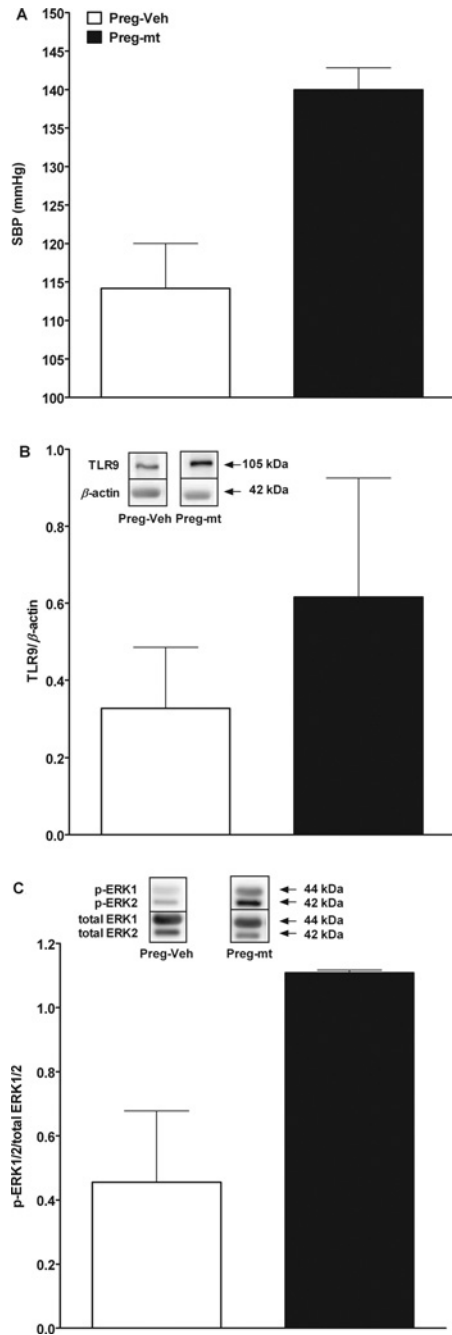 A
Preg-Veh
Preg-mt
150
145
140
135
130
125
120
115
110
105
100
SBP (mmHg)
B
1.0
0.8
0.6
0.4
0.2
0.0
TLR9/β-actin
TLR9
105 kDa
β-actin
42 kDa
Preg-Veh Preg-mt
C
p-ERK1
44 kDa
p-ERK2
42 kDa
total ERK1
44 kDa
total ERK2
42 kDa
Preg-Veh Preg-mt
1.2
1.0
0.8
0.6
0.4
0.2
0.0
p-ERK1/2/total ERK1/2